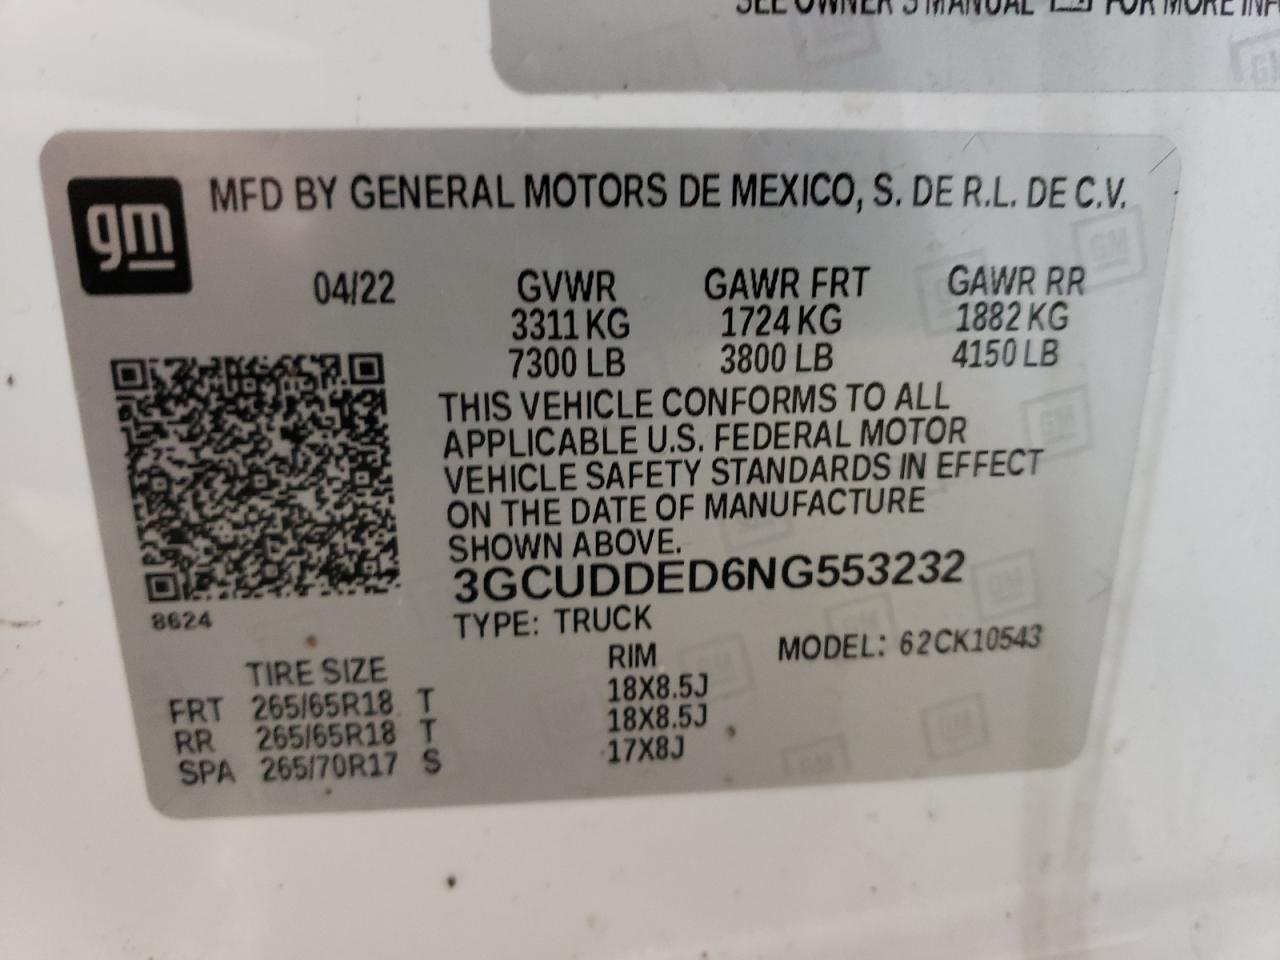 SEE OWNER'S MANUAL FOR MORE
gm
MFD BY GENERAL MOTORS DE MEXICO, S. DE R.L. DE C.V.
04/22 GVWR GAWR FRT GAWR RR
3311 KG 1724 KG 1882 KG
7300 LB 3800 LB 4150 LB
THIS VEHICLE CONFORMS TO ALL
APPLICABLE U.S. FEDERAL MOTOR
VEHICLE SAFETY STANDARDS IN EFFECT
ON THE DATE OF MANUFACTURE
SHOWN ABOVE.
3GCUDDED6NG553232
8624
TYPE: TRUCK
MODEL: 62CK10543
TIRE SIZE RIM
FRT 265/65R18 T 18X8.5J
RR 265/65R18 T 18X8.5J
SPA 265/70R17 S 17X8J